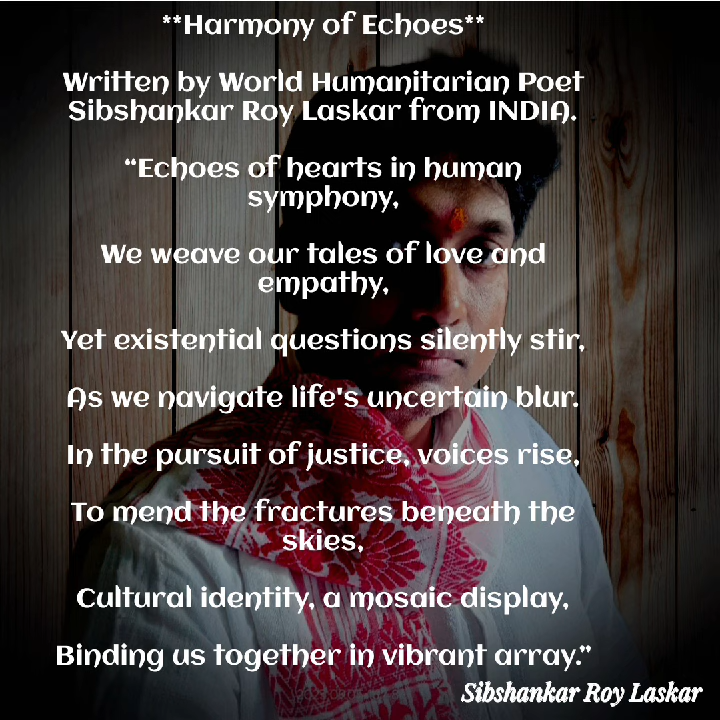 **Harmony of Echoes**
Written by World Humanitarian Poet
Sibshankar Roy Laskar from INDIA.
“Echoes of hearts in human
symphony,
We weave our tales of love and
empathy,
Yet existential questions silently stir,
As we navigate life's uncertain blur.
In the pursuit of justice, voices rise,
To mend the fractures beneath the
skies,
Cultural identity, a mosaic display,
Binding us together in vibrant array.”
Sibshankar Roy Laskar